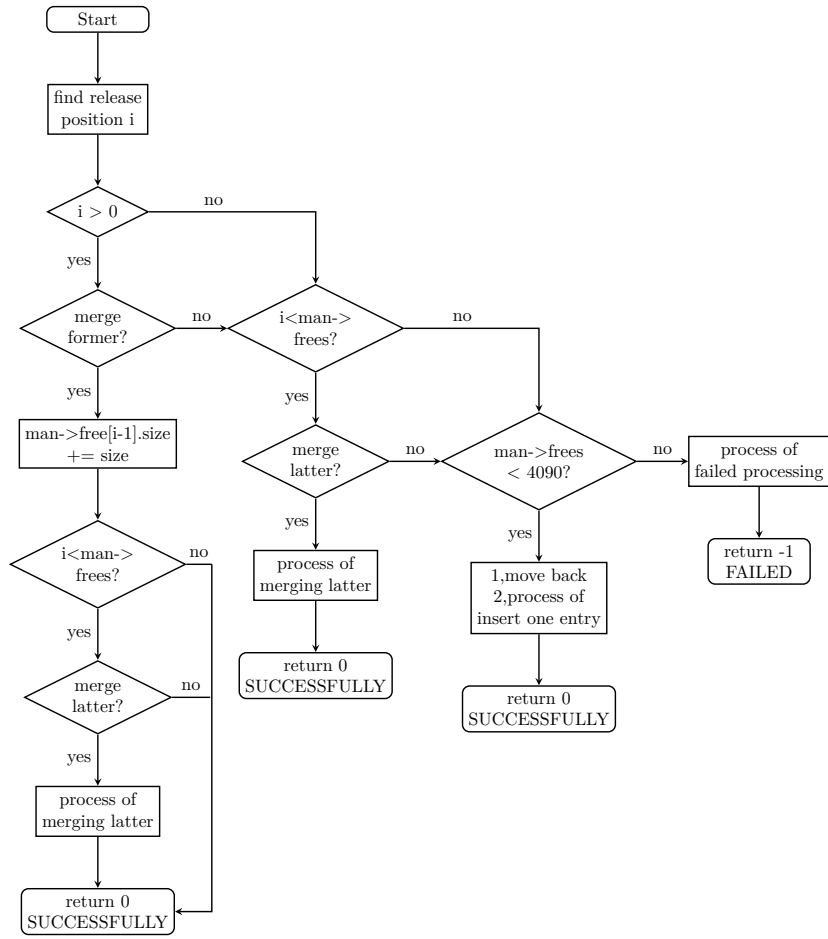 Start
find release
position i
i > 0
no
yes
merge
former?
no
i<man->
frees?
no
yes
yes
man->free[i-1].size
+= size
merge
latter?
no
man->frees
< 4090?
no
process of
failed processing
yes
yes
i<man->
frees?
no
process of
merging latter
1,move back
2,process of
insert one entry
return -1
FAILED
yes
return 0
SUCCESSFULLY
merge
latter?
no
return 0
SUCCESSFULLY
yes
process of
merging latter
return 0
SUCCESSFULLY